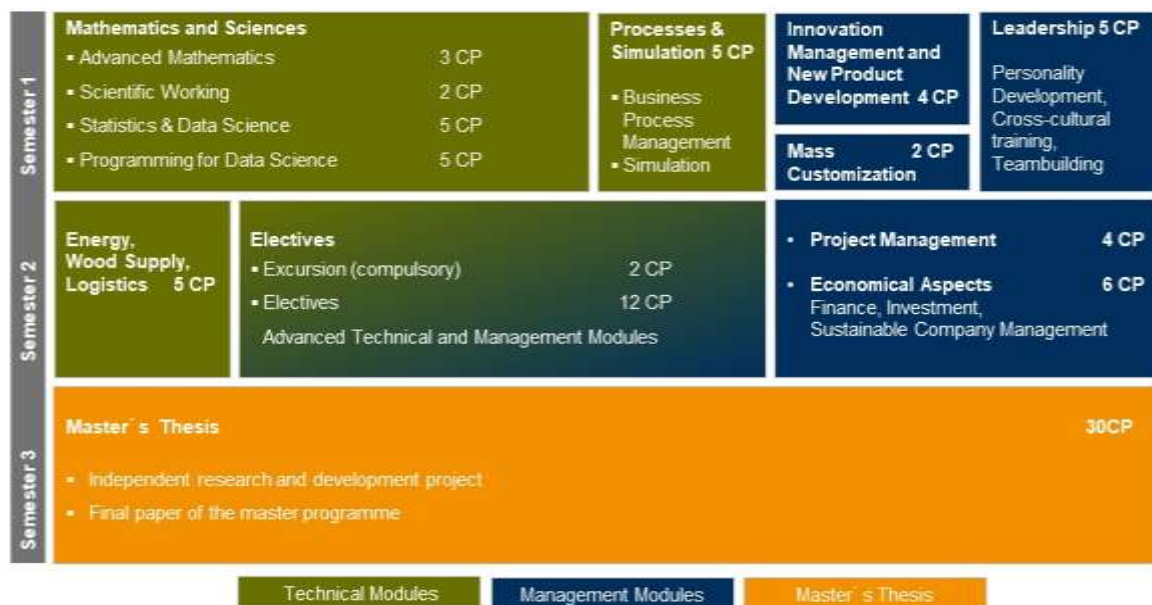 Semester 1
Mathematics and Sciences
▪ Advanced Mathematics 3 CP
▪ Scientific Working 2 CP
▪ Statistics & Data Science 5 CP
▪ Programming for Data Science 5 CP
Processes &
Simulation 5 CP
▪ Business
Process
Management
▪ Simulation
Innovation
Management and
New Product
Development 4 CP
Mass 2 CP
Customization
Leadership 5 CP
Personality
Development,
Cross-cultural
training,
Teambuilding
Semester 2
Energy,
Wood Supply,
Logistics 5 CP
Electives
▪ Excursion (compulsory) 2 CP
▪ Electives 12 CP
Advanced Technical and Management Modules
• Project Management 4 CP
• Economical Aspects 6 CP
Finance, Investment,
Sustainable Company Management
Semester 3
Master´s Thesis 30CP
▪ Independent research and development project
▪ Final paper of the master programme
Technical Modules
Management Modules
Master´s Thesis